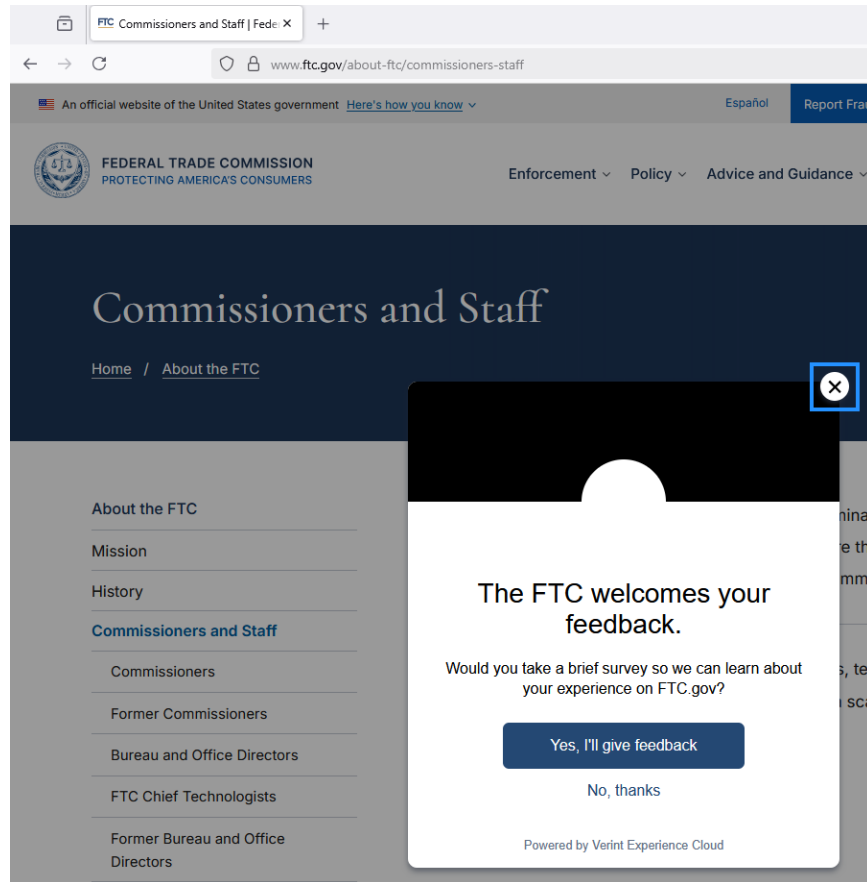 FTC Commissioners and Staff | Fede
www.ftc.gov/about-ftc/commissioners-staff
An official website of the United States government Here's how you know
Español
Report Frau
FEDERAL TRADE COMMISSION
PROTECTING AMERICA'S CONSUMERS
Enforcement
Policy
Advice and Guidance
Commissioners and Staff
Home / About the FTC
About the FTC
Mission
History
Commissioners and Staff
Commissioners
Former Commissioners
Bureau and Office Directors
FTC Chief Technologists
Former Bureau and Office
Directors
The FTC welcomes your
feedback.
Would you take a brief survey so we can learn about
your experience on FTC.gov?
Yes, I'll give feedback
No, thanks
Powered by Verint Experience Cloud